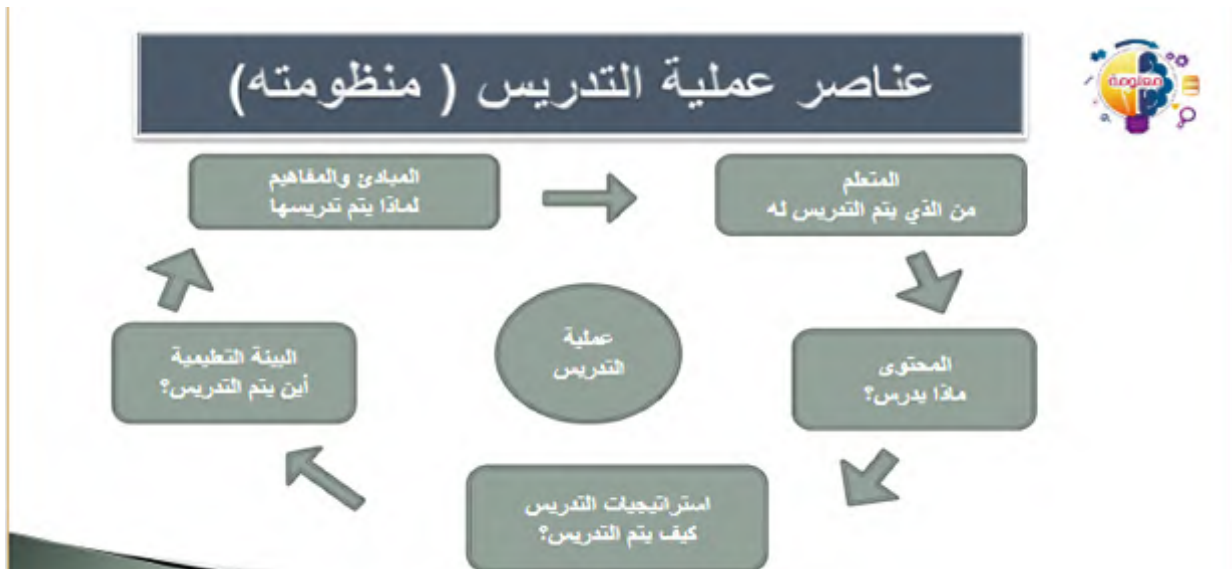 عناصر عملية التدريس ( منظومته)
معلومة
المبادئ والمفاهيم
لماذا يتم تدريسها
المتعلم
من الذي يتم التدريس له
عملية
التدريس
البيئة التعليمية
أين يتم التدريس؟
المحتوى
ماذا يدرس؟
استراتيجيات التدريس
كيف يتم التدريس؟